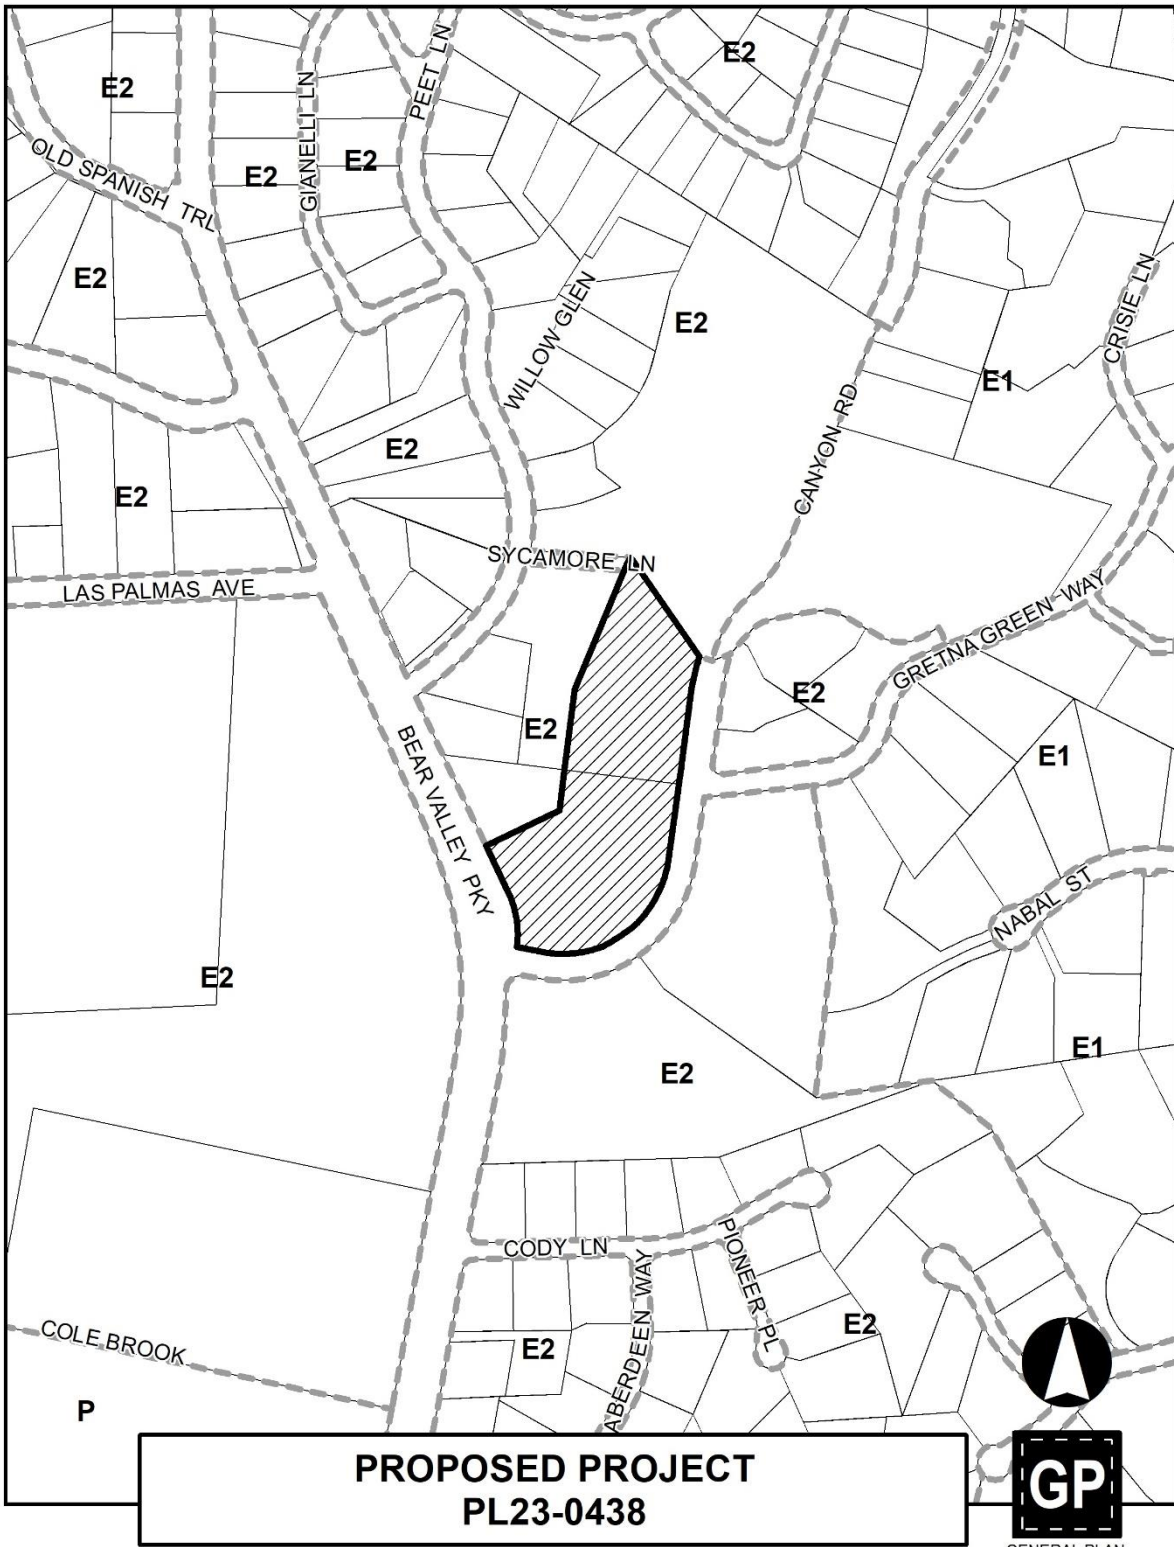 E2
E2
PEET LN
GIANELLI LN
OLD SPANISH TRL
E2
E2
E2
CRISIE LN
WILLOW GLEN
E2
E1
CANYON RD
E2
E2
SYCAMORE LN
LAS PALMAS AVE
GRETNA GREEN WAY
E2
E2
BEAR VALLEY PKY
E1
NABAL ST
E2
E1
E2
CODY LN
PIONEER PL
ABERDEEN WAY
E2
E2
COLE BROOK
P
PROPOSED PROJECT
PL23-0438
GP
GENERAL PLAN